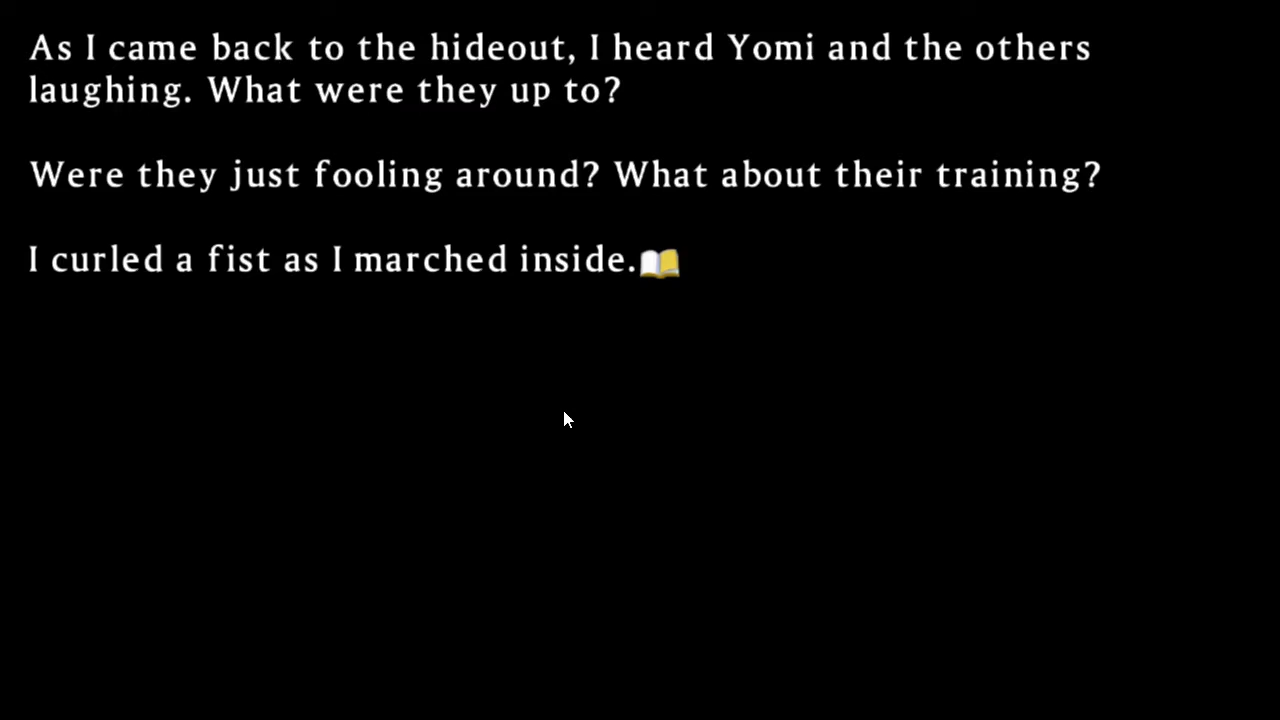 As I came back to the hideout, I heard Yomi and the others
laughing. What were they up to?
Were they just fooling around? What about their training?
I curled a fist as I marched inside.